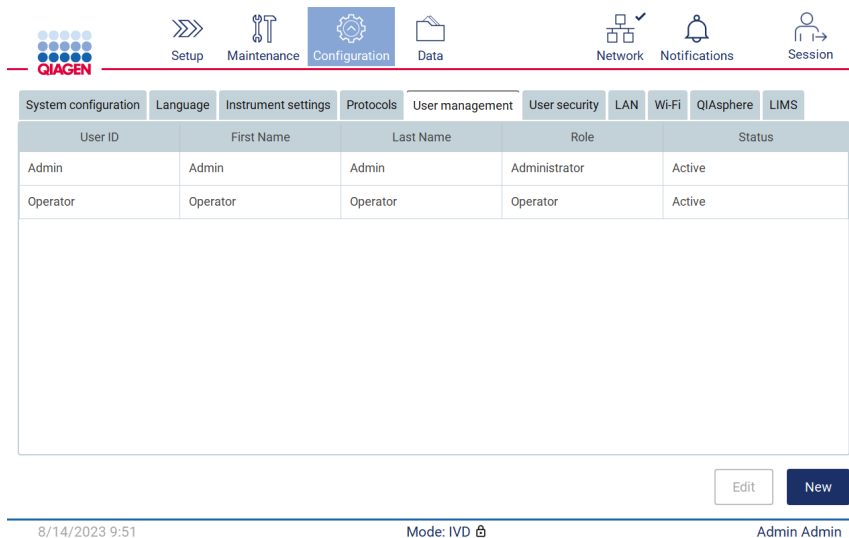 QIAGEN
Setup Maintenance Configuration Data Network Notifications Session
System configuration Language Instrument settings Protocols User management User security LAN Wi-Fi QIAsphere LIMS
User ID First Name Last Name Role Status
Admin Admin Admin Administrator Active
Operator Operator Operator Operator Active
Edit New
8/14/2023 9:51 Mode: IVD Admin Admin